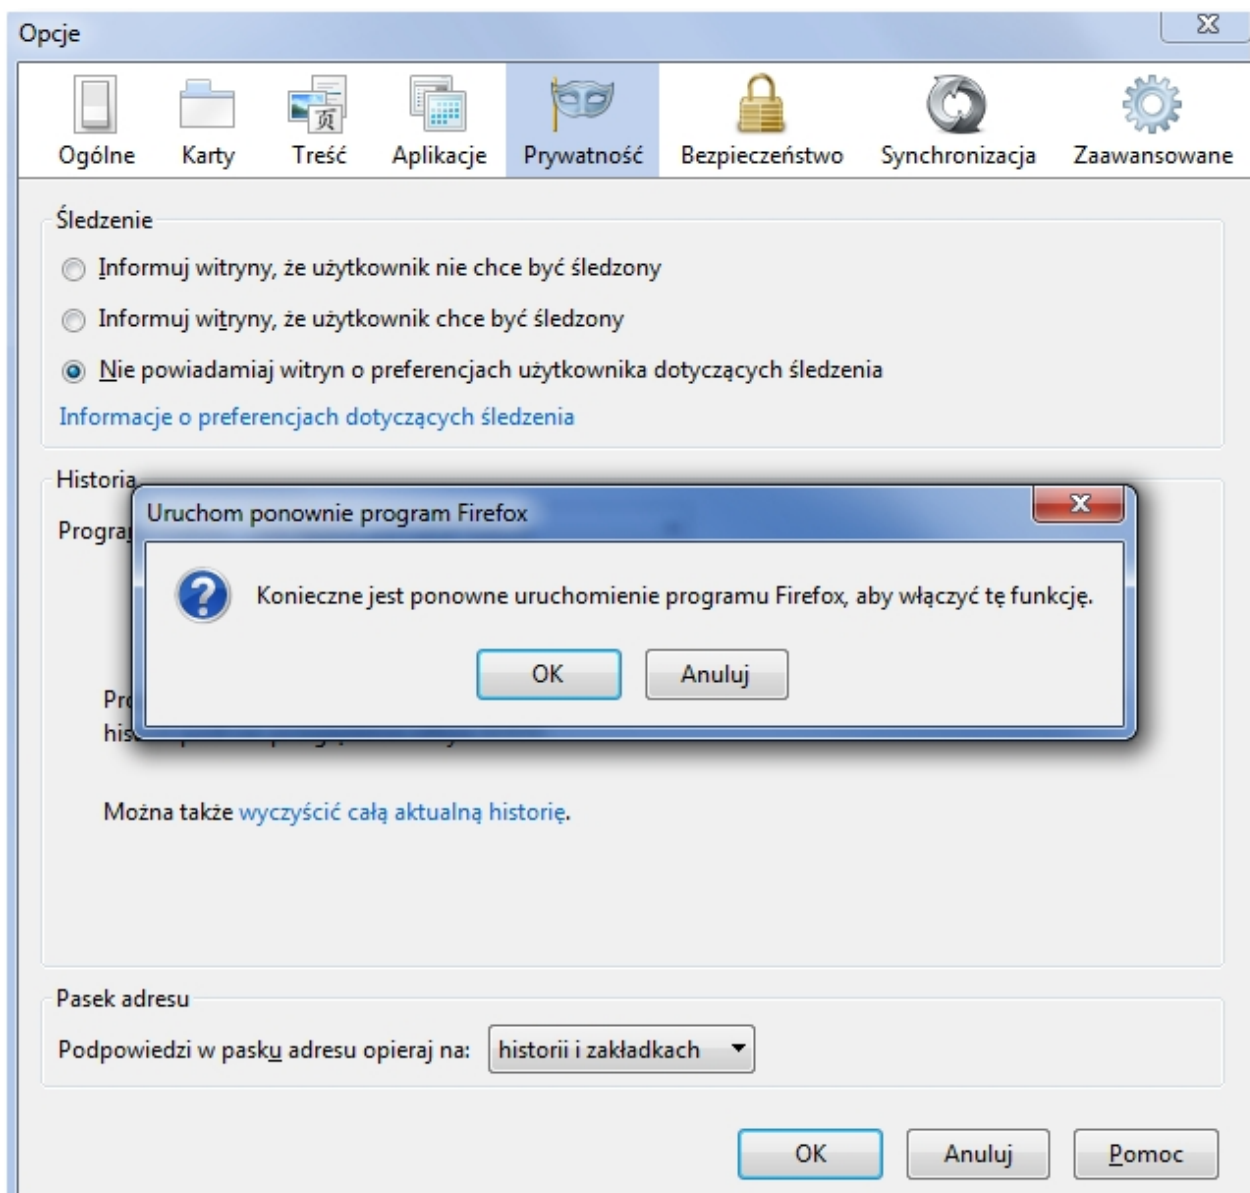 Opcje
Ogólne Karty Treść Aplikacje Prywatność Bezpieczeństwo Synchronizacja Zaawansowane
页
Śledzenie
Informuj witryny, że użytkownik nie chce być śledzony
Informuj witryny, że użytkownik chce być śledzony
Nie powiadamiaj witryn o preferencjach użytkownika dotyczących śledzenia
Informacje o preferencjach dotyczących śledzenia
Historia
Uruchom ponownie program Firefox
Konieczne jest ponowne uruchomienie programu Firefox, aby włączyć tę funkcję.
OK Anuluj
Można także wyczyścić całą aktualną historię.
Pasek adresu
Podpowiedzi w pasku adresu opieraj na: historii i zakładkach
OK Anuluj Pomoc